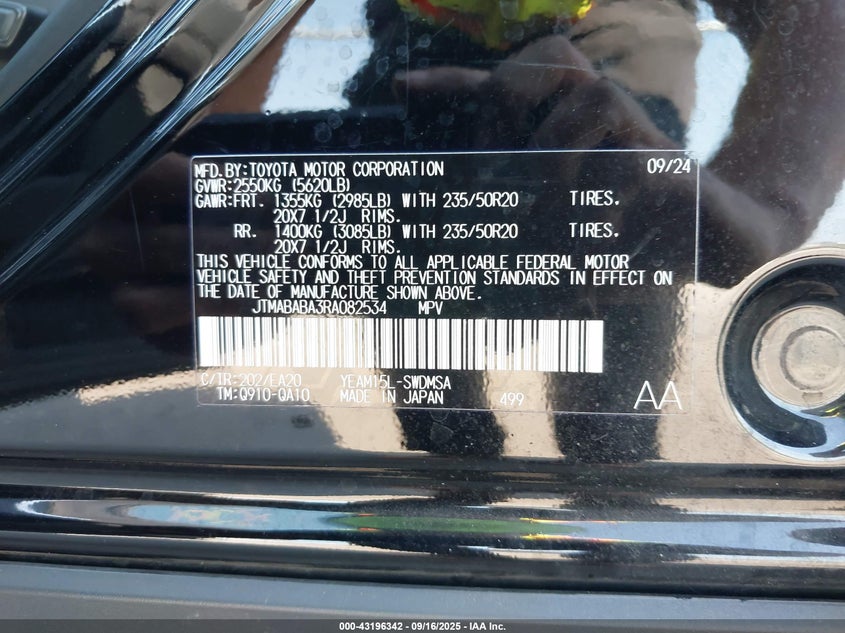 MFD.BY:TOYOTA MOTOR CORPORATION 09/24
GVWR:2550KG (5620LB)
GAWR:FRT. 1355KG (2985LB) WITH 235/50R20 TIRES.
20X7 1/2J RIMS.
RR. 1400KG (3085LB) WITH 235/50R20 TIRES.
20X7 1/2J RIMS.
THIS VEHICLE CONFORMS TO ALL APPLICABLE FEDERAL MOTOR
VEHICLE SAFETY AND THEFT PREVENTION STANDARDS IN EFFECT ON
THE DATE OF MANUFACTURE SHOWN ABOVE.
JTMABABA3RA082534 MPV
C/TR:202/EA20 YEAM15L-SWDMSA
TM:Q910-QA10 MADE IN JAPAN 499 AA
000-43196342 - 09/16/2025 - IAA Inc.